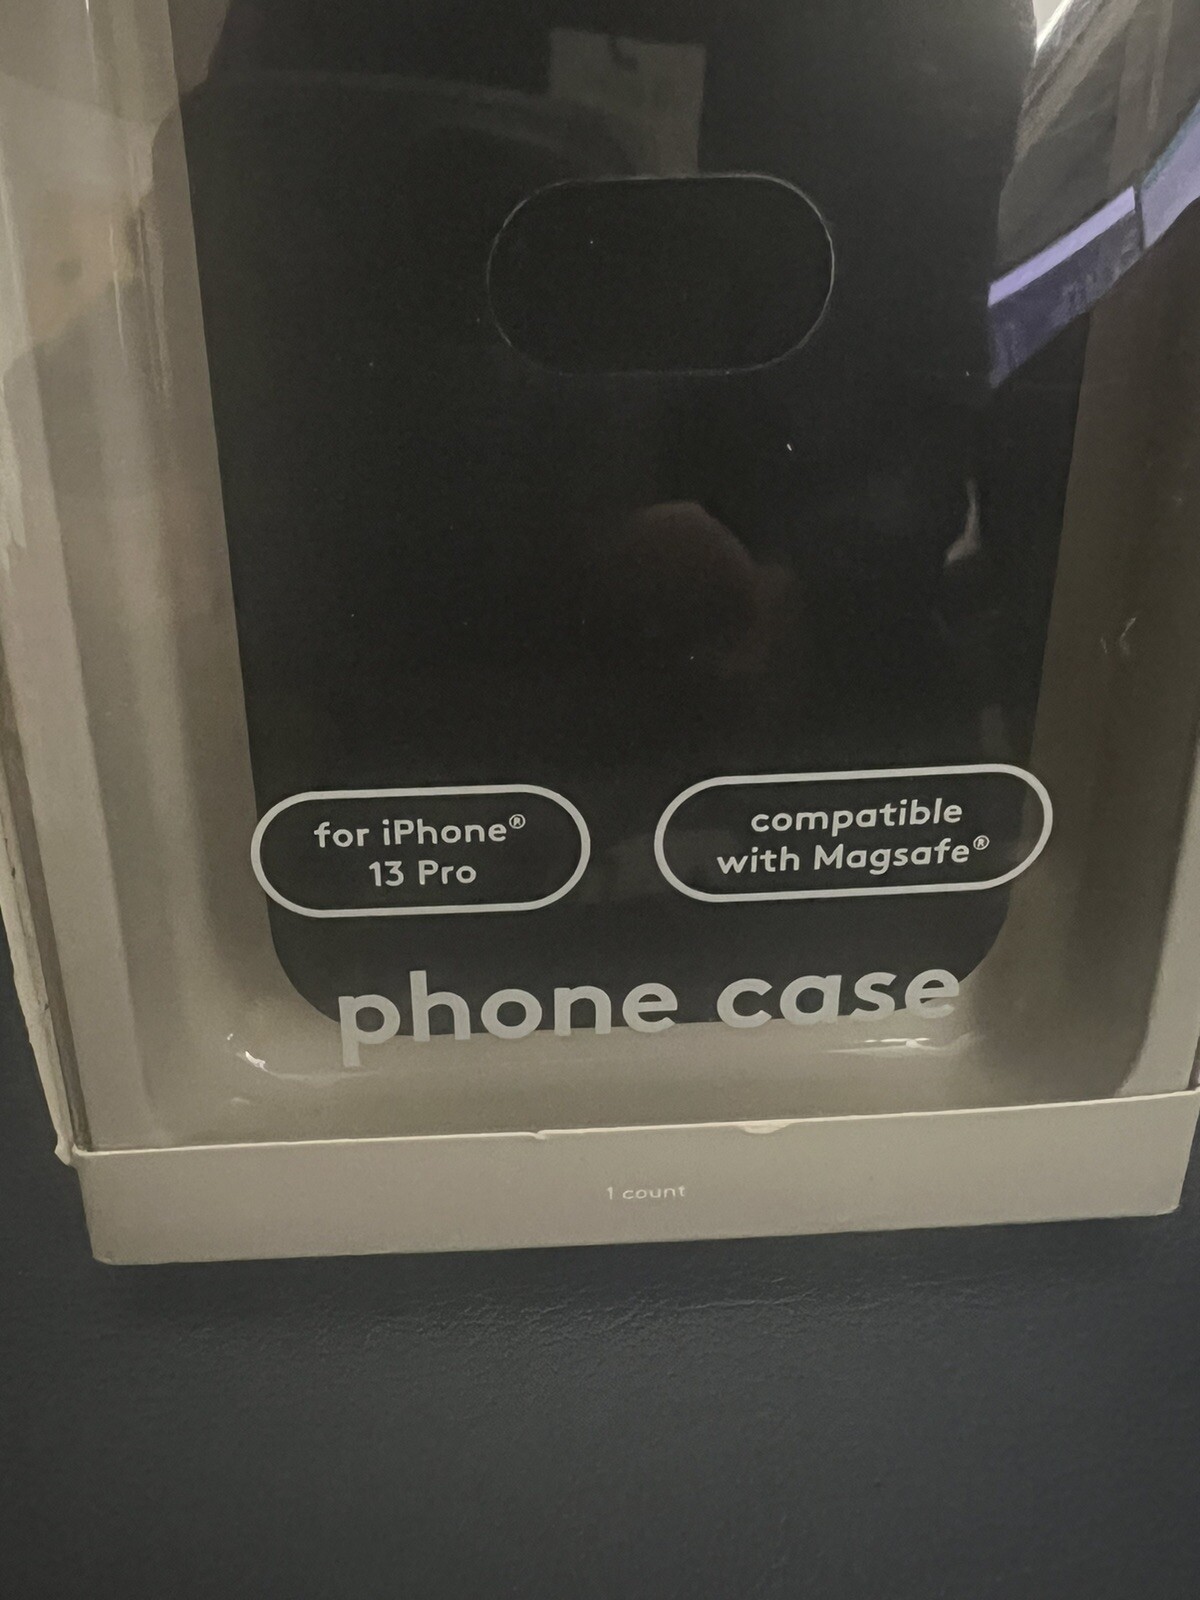 for iPhone®
13 Pro
compatible
with Magsafe®
phone case
1 count